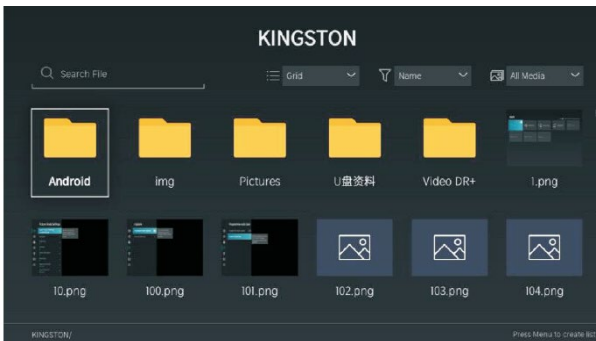 KINGSTON
Search File
Grid
Name
All Media
Android
img
Pictures
U盘资料
Video DR+
1.png
10.png
100.png
101.png
102.png
103.png
104.png
KINGSTON/
Press Menu to create list